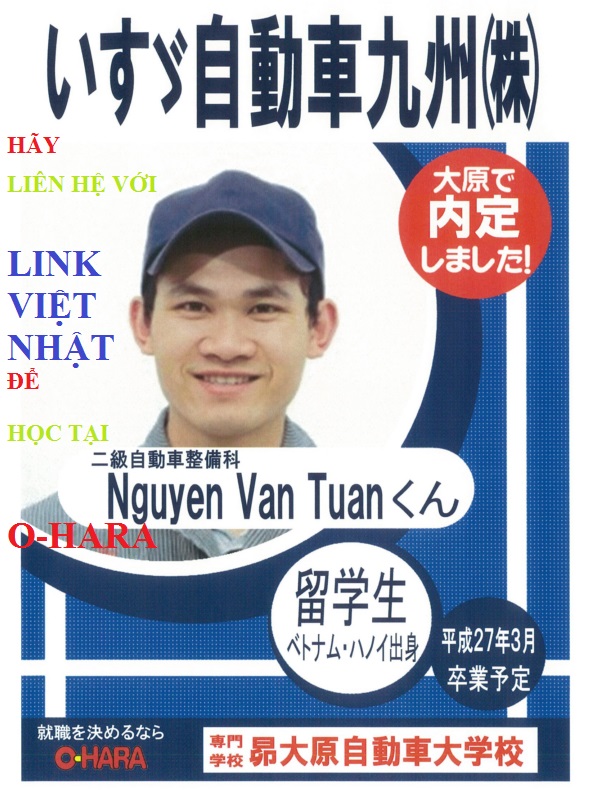 いすゞ自動車九州(株)
大原で
内定
しました!
HÃY
LIÊN HỆ VỚI
LINK
VIỆT
NHẬT
ĐỂ
HỌC TẠI
O-HARA
二級自動車整備科
Nguyen Van Tuanくん
留学生
ベトナム・ハノイ出身
平成27年3月
卒業予定
就職を決めるなら
O-HARA
専門
学校
昴大原自動車大学校